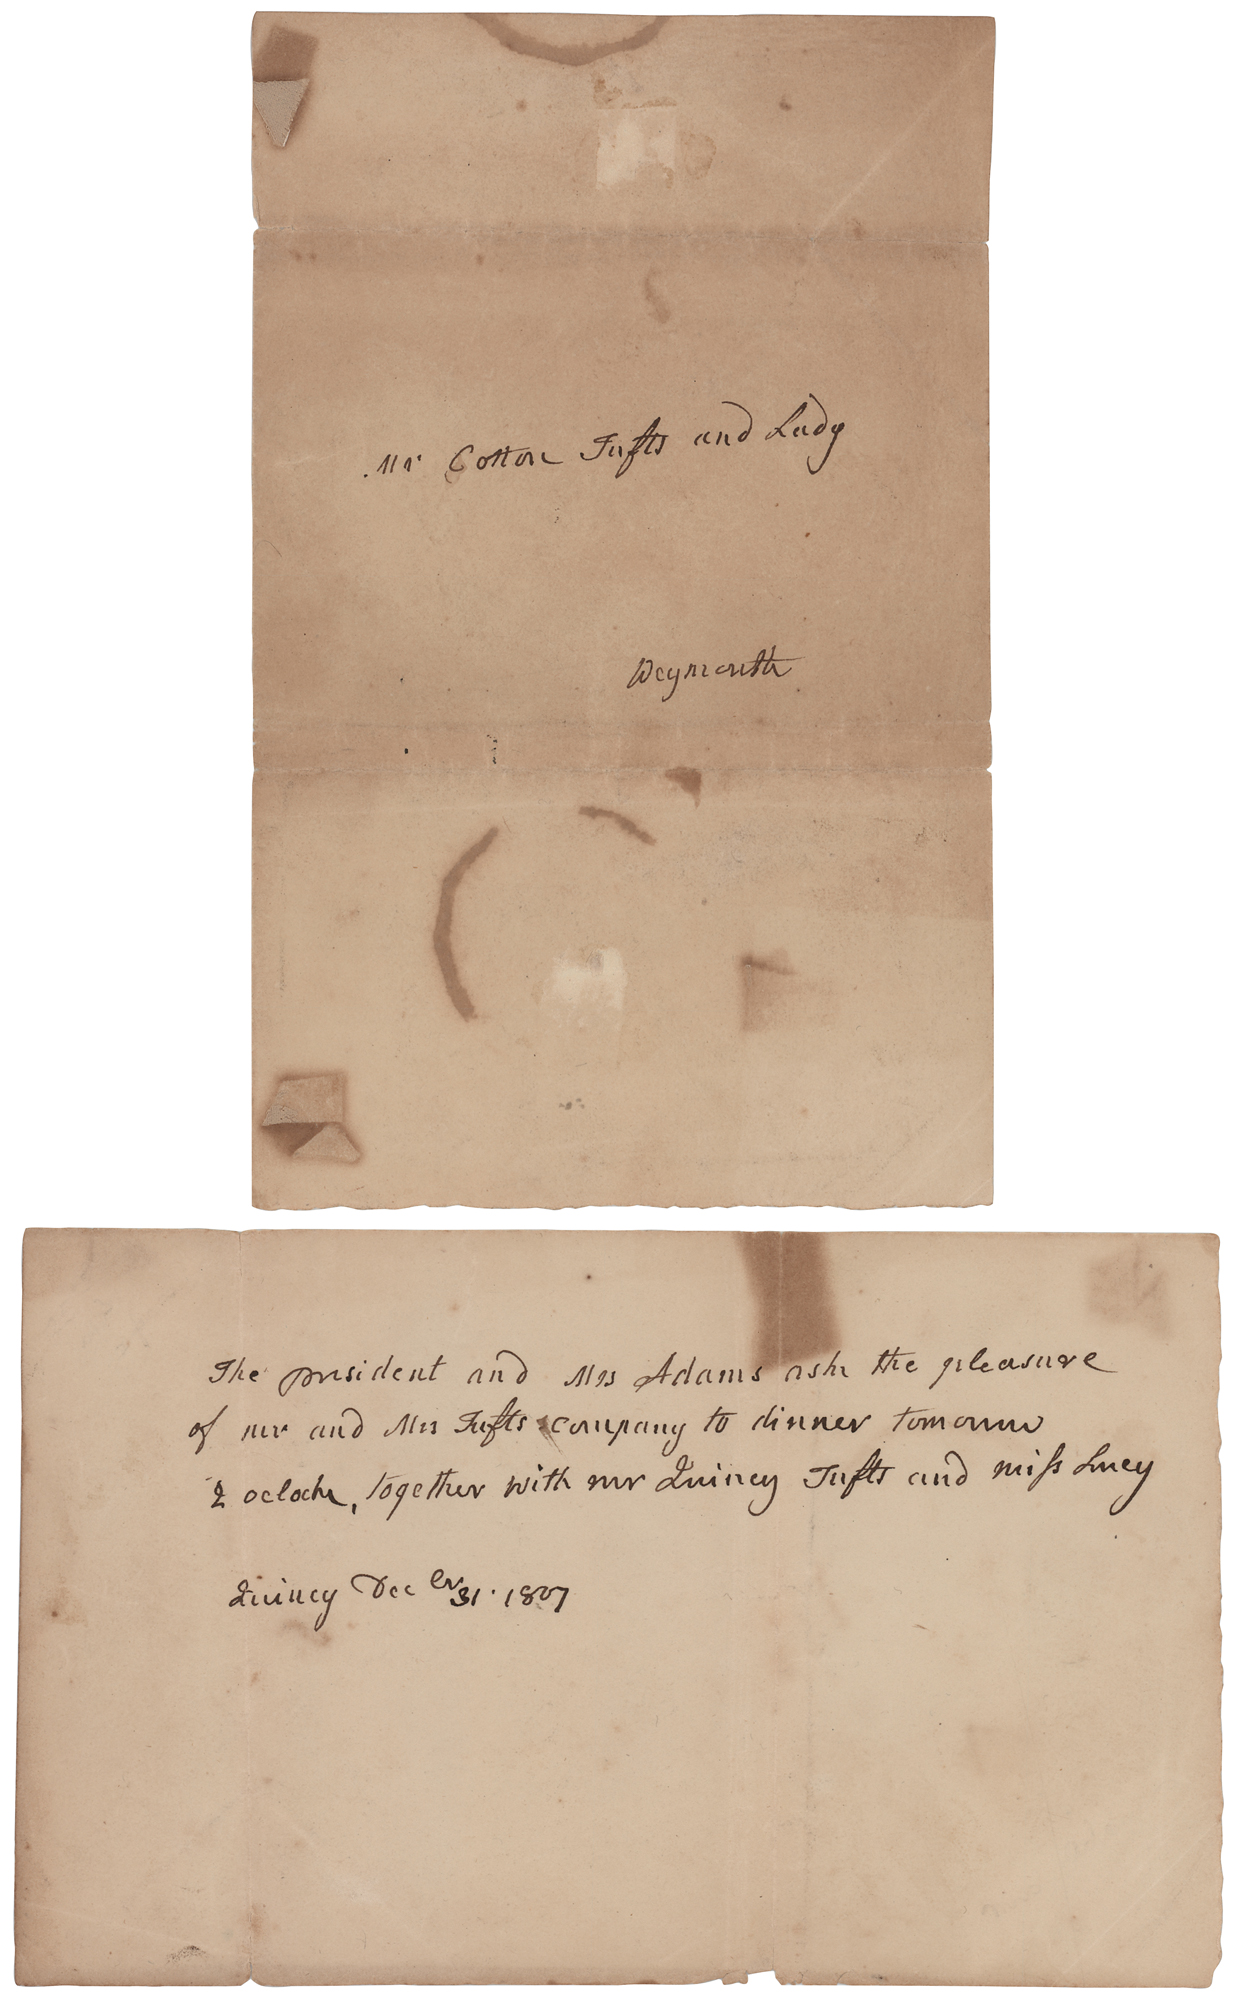 Mr Cotton Tufts and Lady
Weymouth
The president and Mrs Adams ask the pleasure
of mr and Mrs Tufts company to dinner tomorrow
2 oclock, together with mr Quincy Tufts and miss Lucy
Quincy Decbr 31. 1807